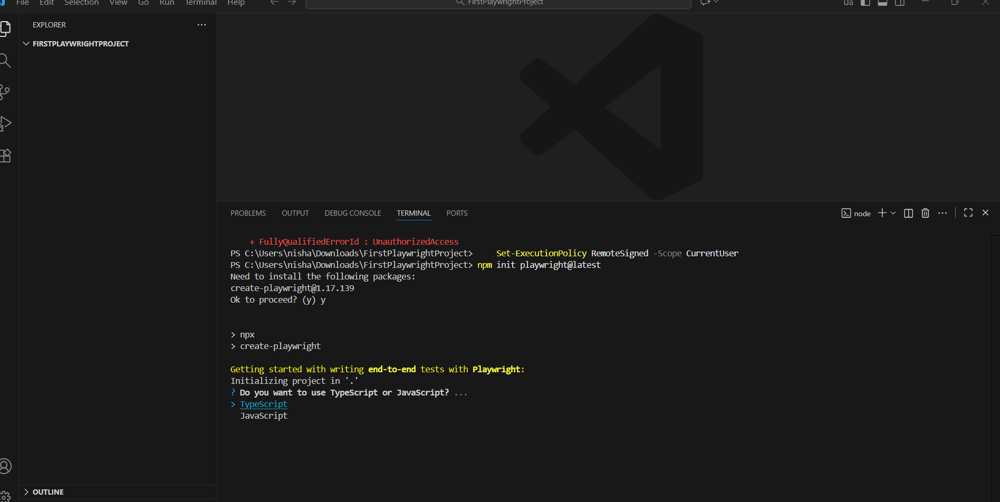 File Edit Selection View Go Run Terminal Help
FirstPlaywrightProject
EXPLORER
FIRSTPLAYWRIGHTPROJECT
PROBLEMS OUTPUT DEBUG CONSOLE TERMINAL PORTS
node
+ FullyQualifiedErrorId : UnauthorizedAccess
PS C:\Users\nisha\Downloads\FirstPlaywrightProject>     Set-ExecutionPolicy RemoteSigned -Scope CurrentUser
PS C:\Users\nisha\Downloads\FirstPlaywrightProject> npm init playwright@latest
Need to install the following packages:
create-playwright@1.17.139
Ok to proceed? (y) y
> npx
> create-playwright
Getting started with writing end-to-end tests with Playwright:
Initializing project in '.'
? Do you want to use TypeScript or JavaScript? ...
> TypeScript
JavaScript
OUTLINE